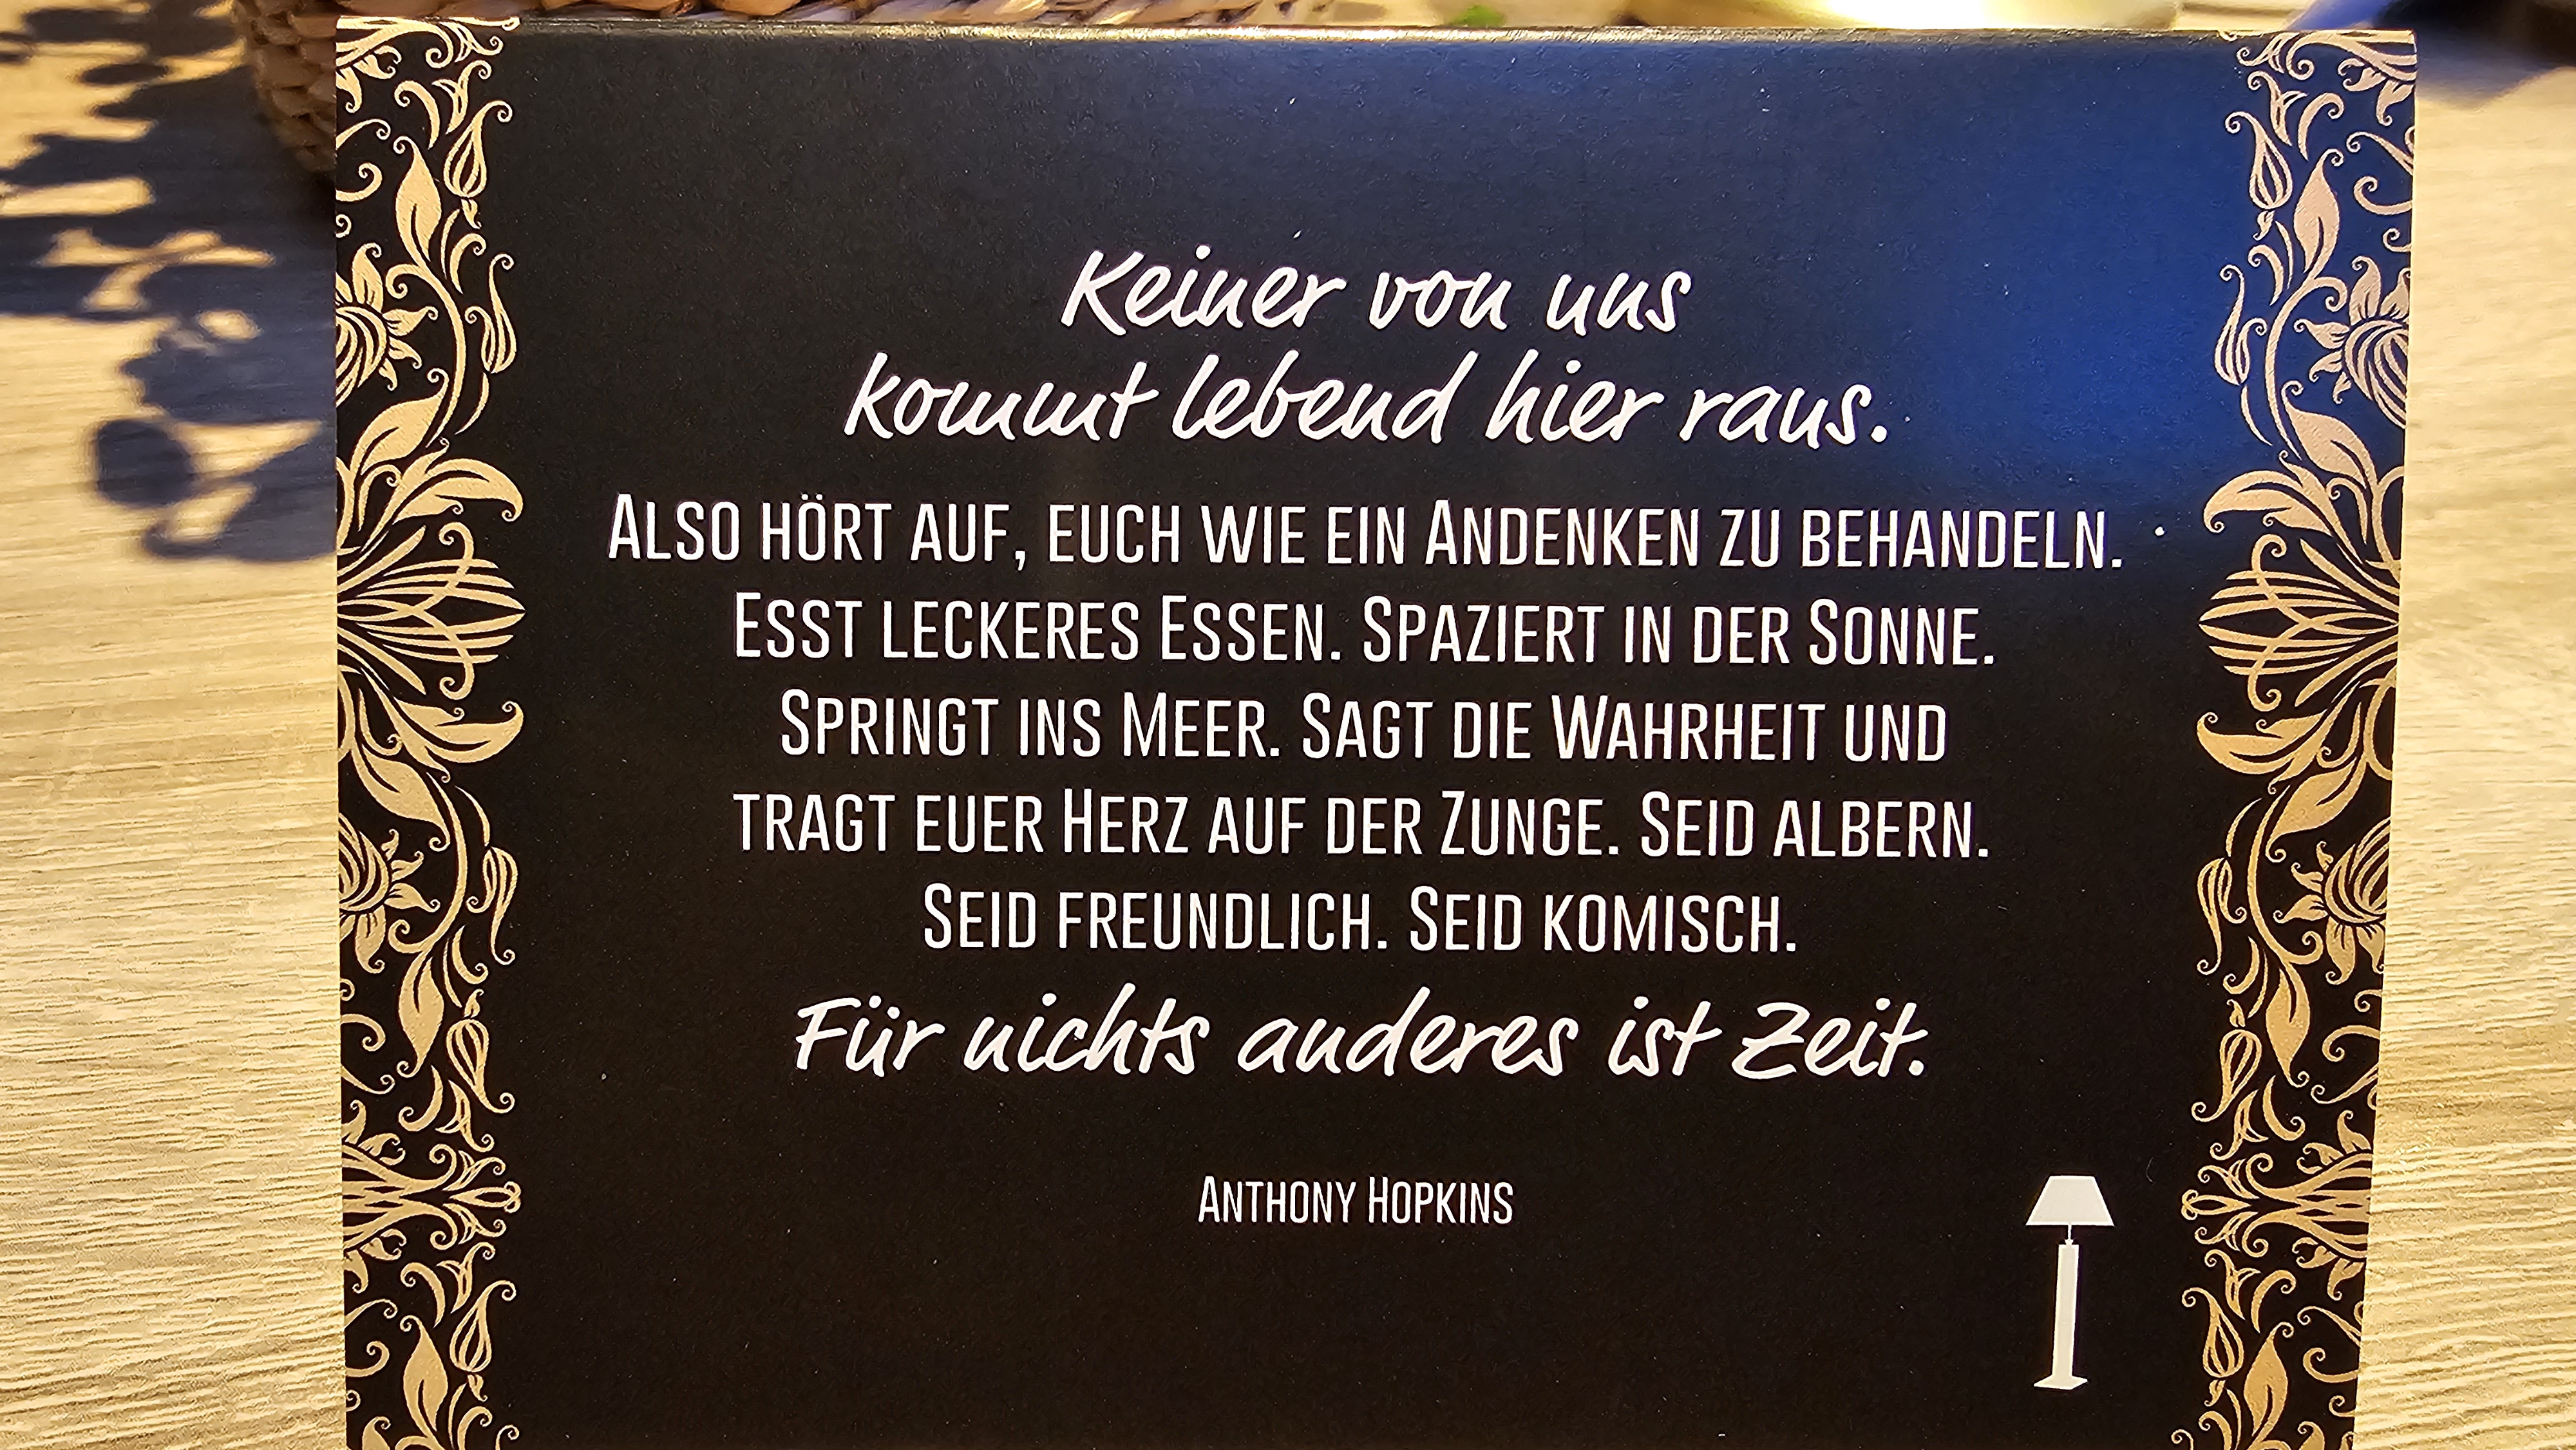 Keiner von uns
kommt lebend hier raus.
Also hört auf, euch wie ein Andenken zu behandeln.
Esst leckeres Essen. Spaziert in der Sonne.
Springt ins Meer. Sagt die Wahrheit und
tragt euer Herz auf der Zunge. Seid albern.
Seid freundlich. Seid komisch.
Für nichts anderes ist Zeit.
Anthony Hopkins